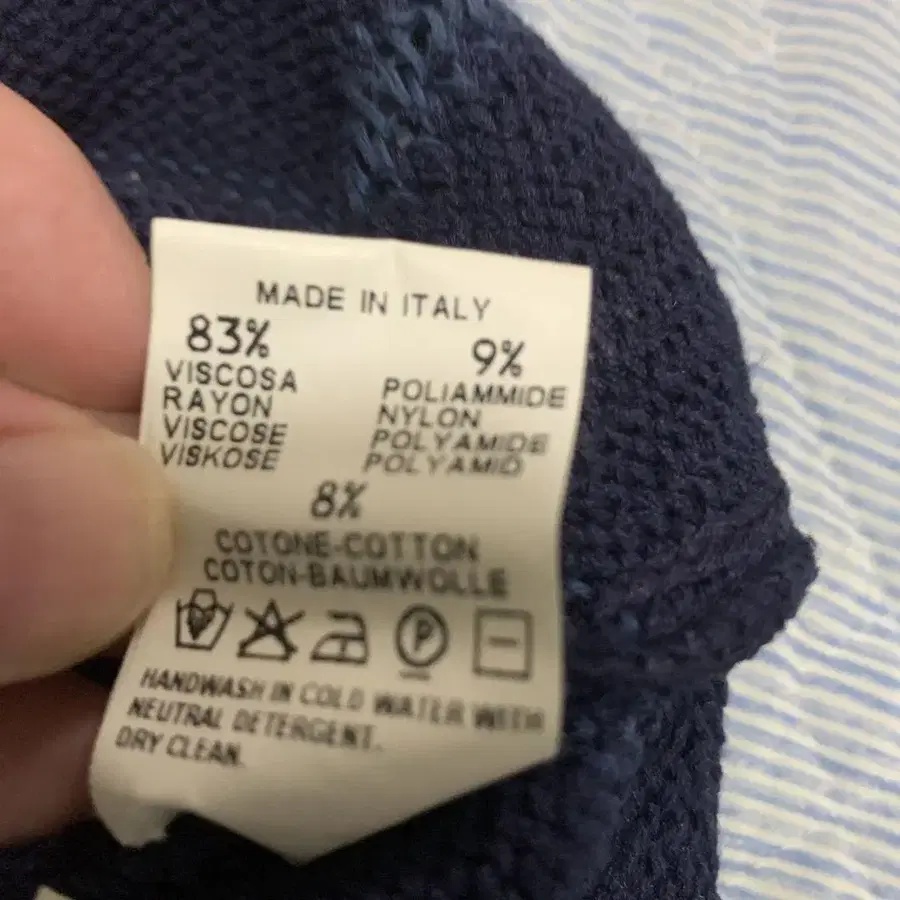 MADE IN ITALY
83%
VISCOSA
RAYON
VISCOSE
VISKOSE
9%
POLIAMMIDE
NYLON
POLYAMIDE
POLYAMID
8%
COTONE-COTTON
COTON-BAUMWOLLE
P
HANDWASH IN COLD WATER WITH
NEUTRAL DETERGENT.
DRY CLEAN.